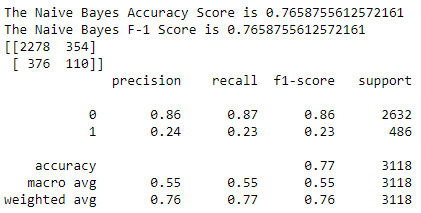 The Naive Bayes Accuracy Score is 0.7658755612572161
The Naive Bayes F-1 Score is 0.7658755612572161
[[2278  354]
 [ 376  110]]
              precision    recall  f1-score   support

           0       0.86      0.87      0.86      2632
           1       0.24      0.23      0.23       486

    accuracy                           0.77      3118
   macro avg       0.55      0.55      0.55      3118
weighted avg       0.76      0.77      0.76      3118